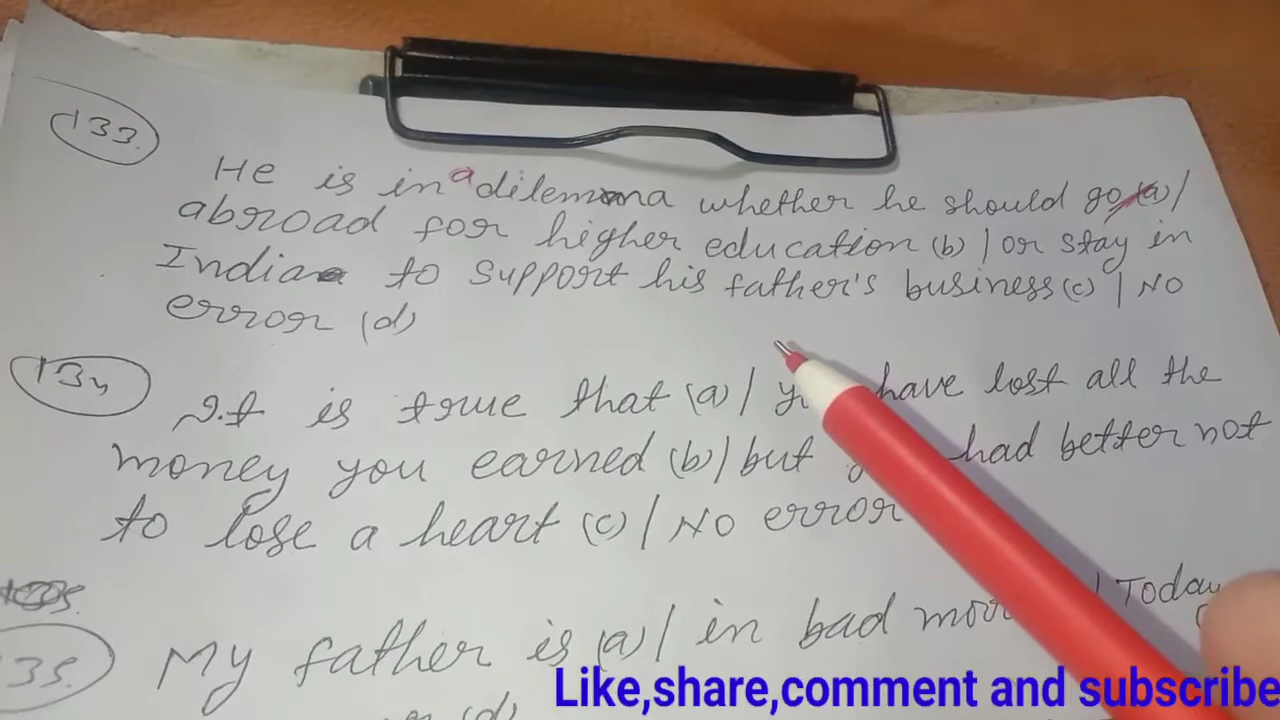 133.
He is in a dilemma whether he should go (a) /
abroad for higher education (b) / or stay in
India to support his father's business (c) / No
error (d)
134
It is true that (a) / have lost all the
money you earned (b) / but had better not
to lose a heart (c) / No error
135.
My father is (a) / in bad / Today
(d)
Like,share,comment and subscribe